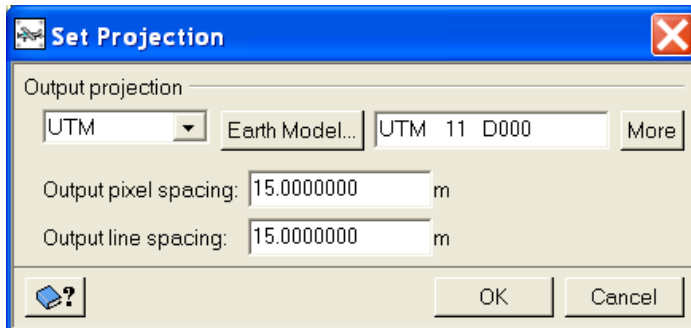 Set Projection
Output projection
UTM Earth Model... UTM 11 D000 More
Output pixel spacing: 15.0000000 m
Output line spacing: 15.0000000 m
? OK Cancel